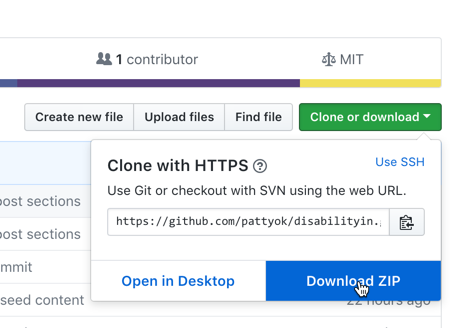 1 contributor
MIT
Create new file
Upload files
Find file
Clone or download
Clone with HTTPS
Use SSH
Use Git or checkout with SVN using the web URL.
https://github.com/pattyok/disabilityin.
Open in Desktop
Download ZIP
post sections
post sections
mmit
seed content
22 hours ago